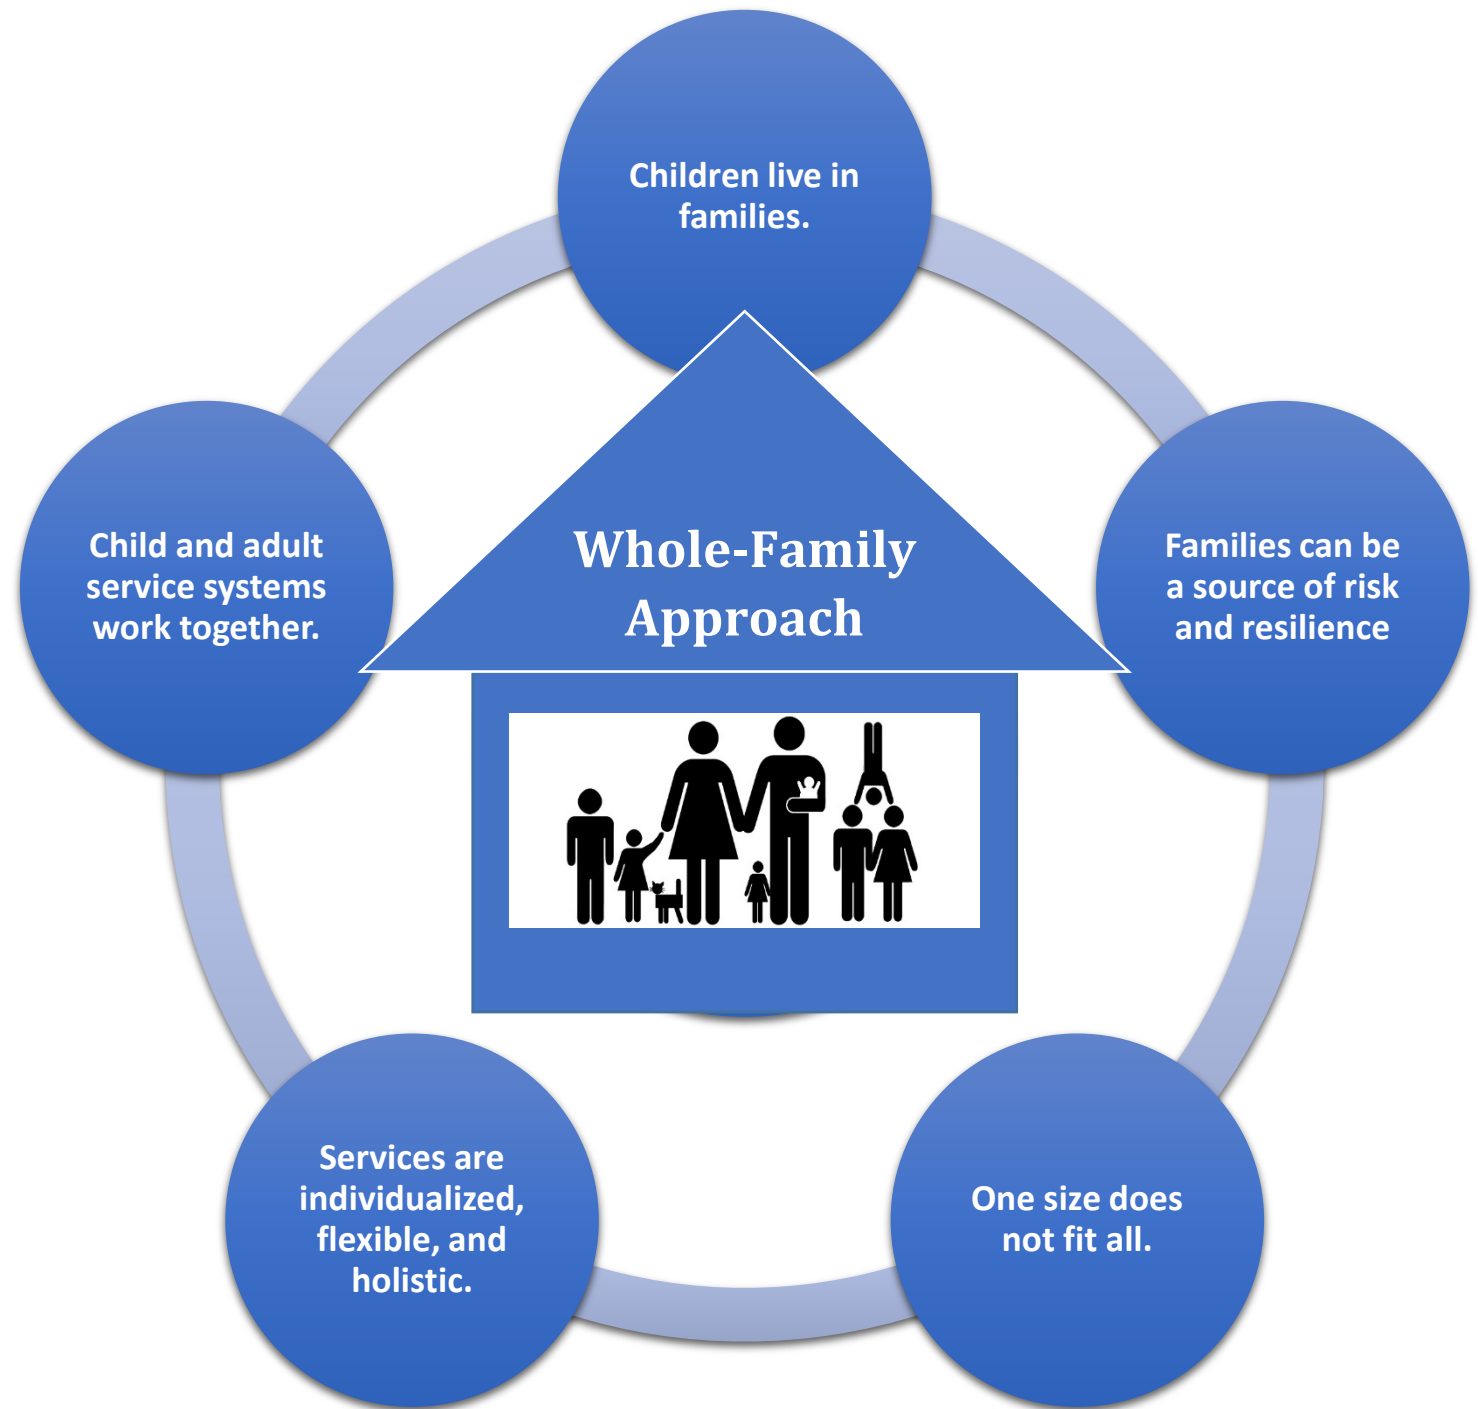 Children live in
families.
Whole-Family
Approach
Families can be
a source of risk
and resilience
One size does
not fit all.
Services are
individualized,
flexible, and
holistic.
Child and adult
service systems
work together.